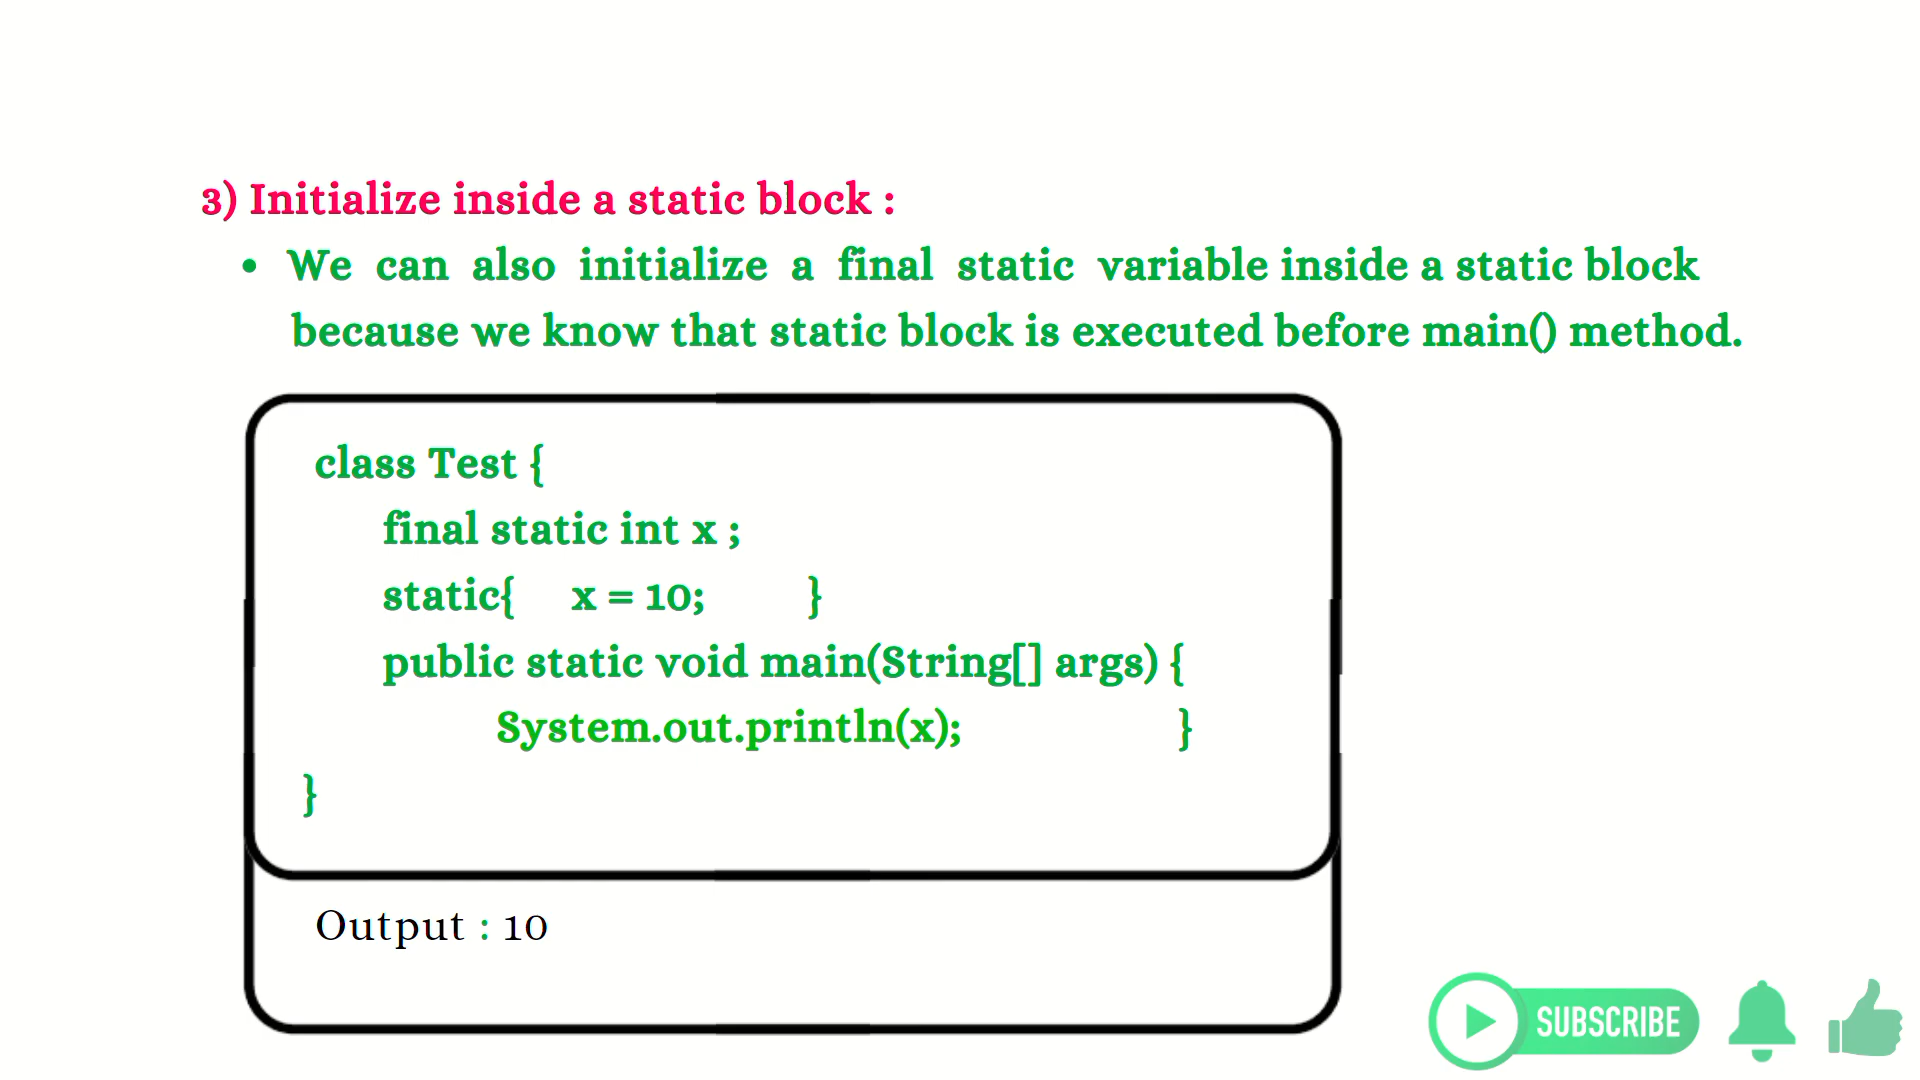 3) Initialize inside a static block :
• We can also initialize a final static variable inside a static block
because we know that static block is executed before main() method.
class Test {
final static int x ;
static{ x = 10; }
public static void main(String[] args) {
System.out.println(x); }
}
Output : 10
SUBSCRIBE